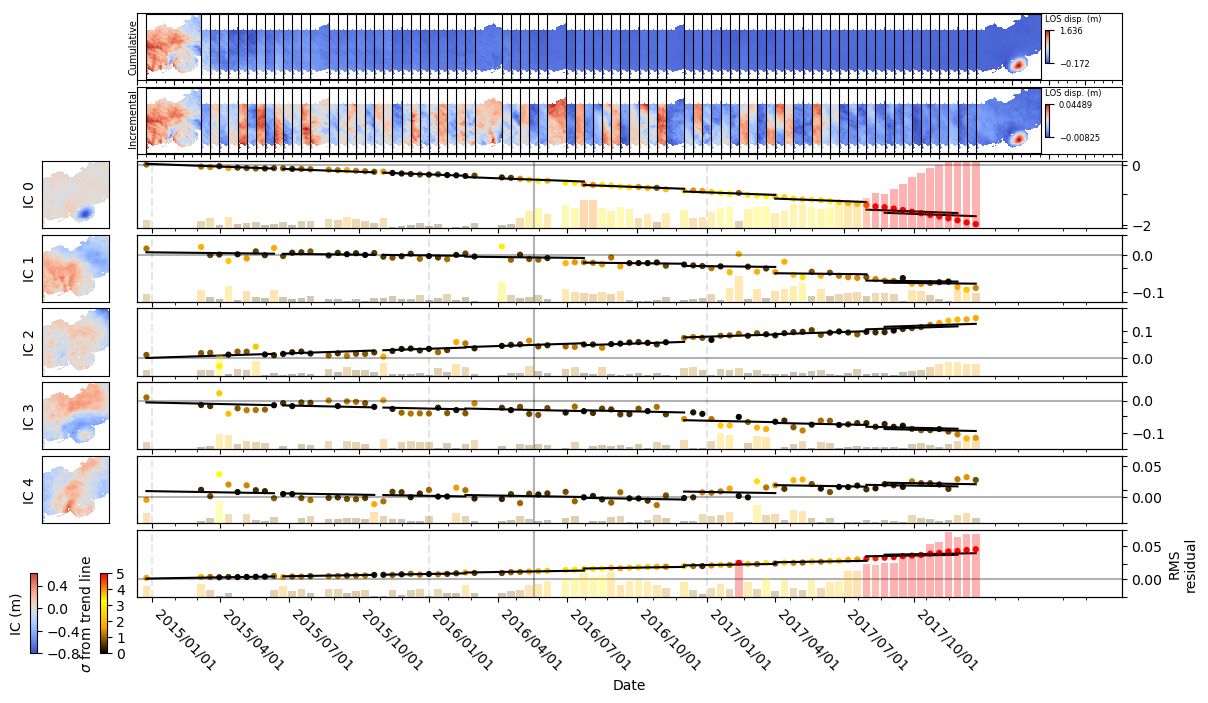 Cumulative
LOS disp. (m)
1.636
−0.172
Incremental
LOS disp. (m)
0.04489
−0.00825
IC 0
0
−2
IC 1
0.0
−0.1
IC 2
0.1
0.0
IC 3
0.0
−0.1
IC 4
0.05
0.00
0.05
0.00
RMS
residual
IC (m)
0.4
0.0
−0.4
−0.8
σ from trend line
5
4
3
2
1
0
2015/01/01
2015/04/01
2015/07/01
2015/10/01
2016/01/01
2016/04/01
2016/07/01
2016/10/01
2017/01/01
2017/04/01
2017/07/01
2017/10/01
Date